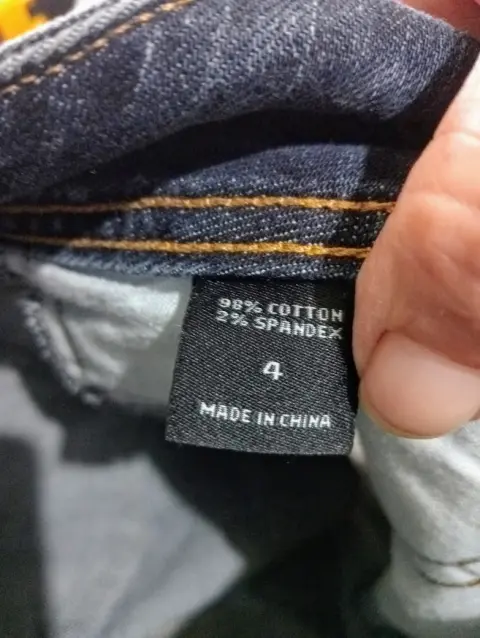 98% COTTON
2% SPANDEX
4
MADE IN CHINA